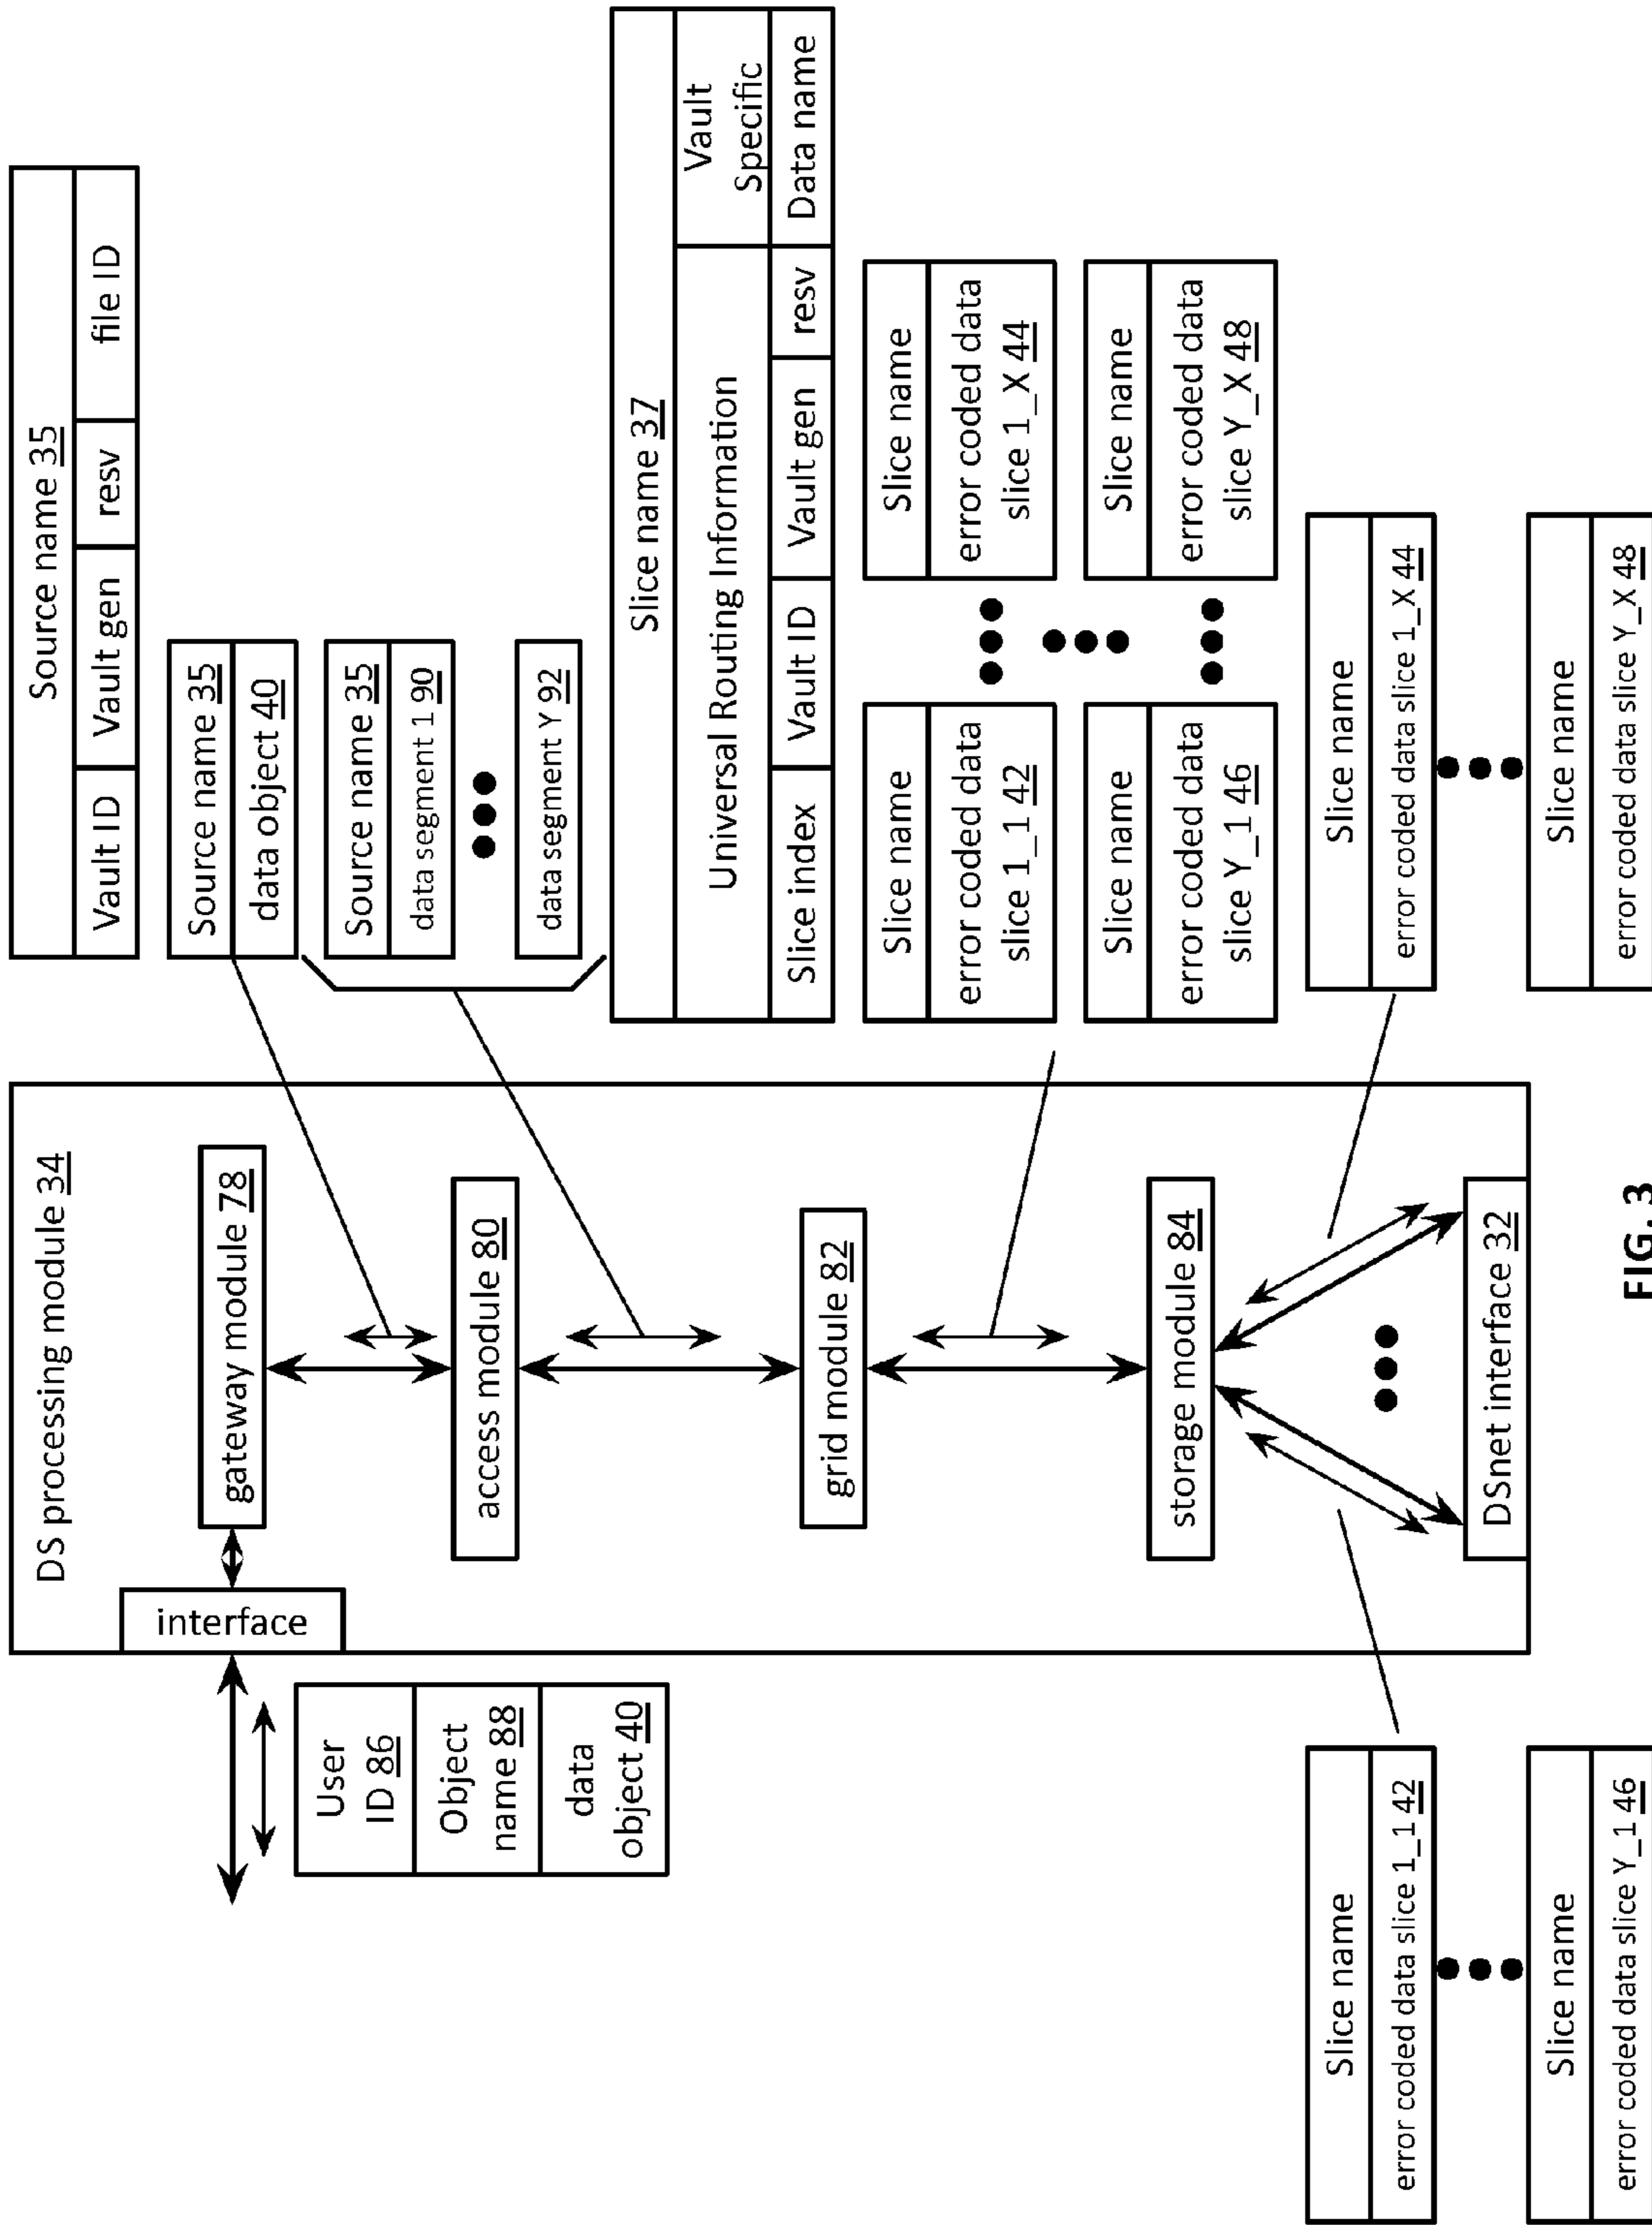 DS processing module 34
interface
gateway module 78
access module 80
grid module 82
storage module 84
DSnet interface 32
User
ID 86
Object
name 88
data
object 40
Source name 35
Vault ID
Vault gen
resv
file ID
Source name 35
data object 40
Source name 35
data segment 1 90
data segment Y 92
Slice name 37
Universal Routing Information
Vault
Specific
Slice index
Vault ID
Vault gen
resv
Data name
Slice name
error coded data
slice 1_1 42
Slice name
error coded data
slice 1_X 44
Slice name
error coded data
slice Y_1 46
Slice name
error coded data
slice Y_X 48
Slice name
error coded data slice 1_1 42
Slice name
error coded data slice Y_1 46
Slice name
error coded data slice 1_X 44
Slice name
error coded data slice Y_X 48
FIG. 3